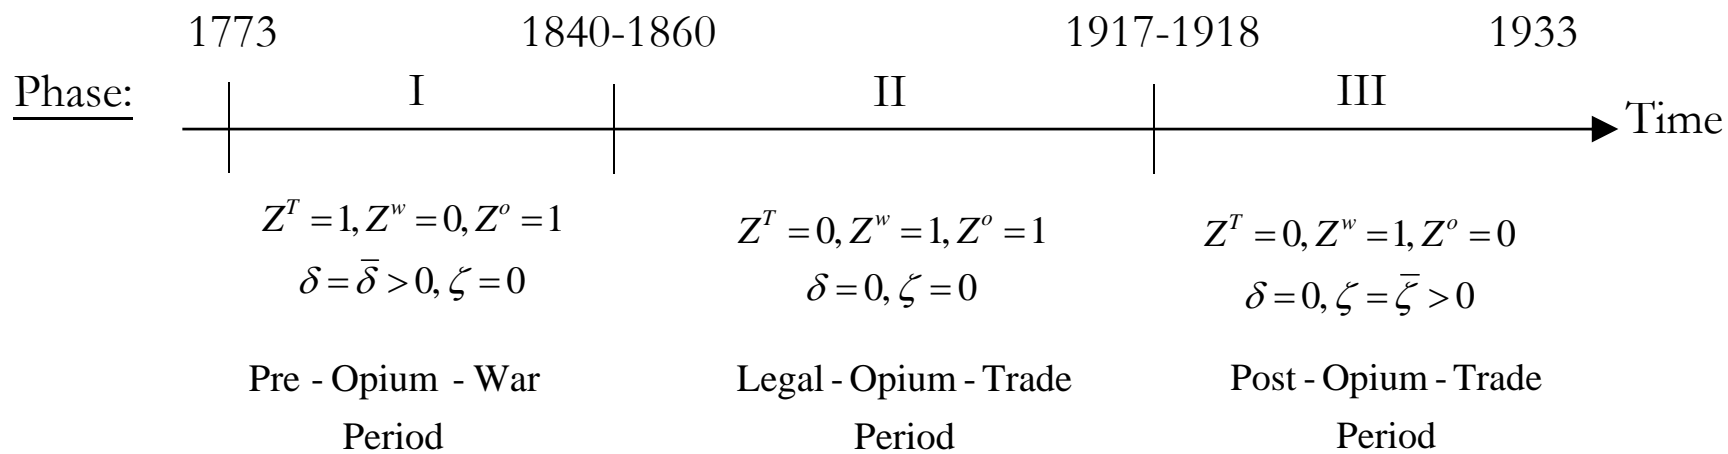 1773 1840-1860 1917-1918 1933
Phase: I II III Time
Z^T = 1, Z^w = 0, Z^o = 1 Z^T = 0, Z^w = 1, Z^o = 1 Z^T = 0, Z^w = 1, Z^o = 0
δ = δ̄ > 0, ζ = 0 δ = 0, ζ = 0 δ = 0, ζ = ζ̄ > 0
Pre - Opium - War Legal - Opium - Trade Post - Opium - Trade
Period Period Period